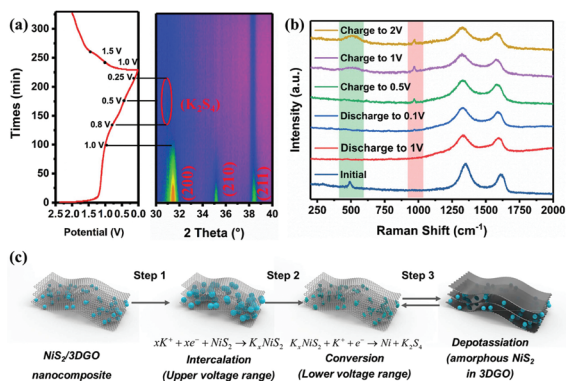 (a)
Times (min)
300
250
200
150
100
50
0
1.5 V
1.0 V
0.25 V
0.5 V
0.8 V
1.0 V
2.5 2.0 1.5 1.0 0.5 0.0
Potential (V)
(200)
(210)
(211)
30 32 34 36 38 40
2 Theta (°)
(b)
Intensity (a.u.)
Charge to 2V
Charge to 1V
Charge to 0.5V
Discharge to 0.1V
Discharge to 1V
Initial
250 500 750 1000 1250 1500 1750 2000
Raman Shift (cm⁻¹)
(c)
Step 1
Step 2
Step 3
NiS₂/3DGO
nanocomposite
xK⁺ + xe⁻ + NiS₂ → KₓNiS₂
Intercalation
(Upper voltage range)
KₓNiS₂ + K⁺ + e⁻ → Ni + K₂S₄
Conversion
(Lower voltage range)
Depotassiation
(amorphous NiS₂
in 3DGO)